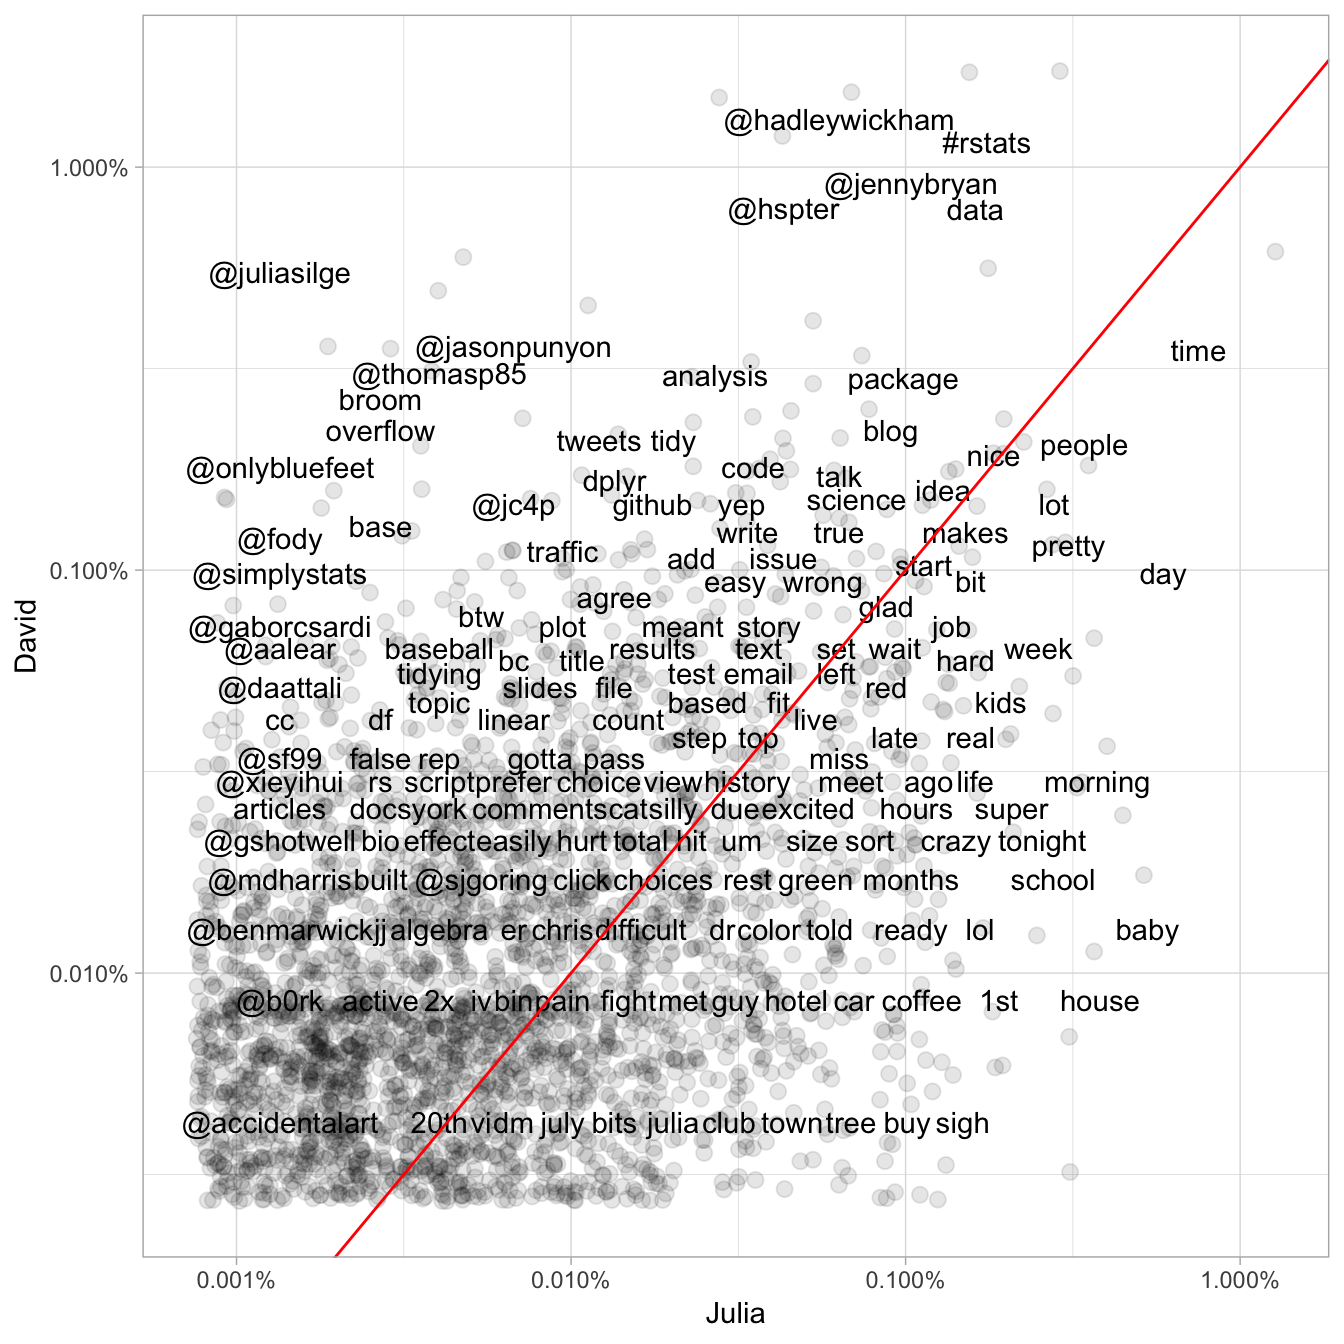 @hadleywickham
#rstats
1.000%
@jennybryan
@hspter data
@juliasilge
@jasonpunyon time
@thomasp85 analysis package
broom
overflow blog
tweets tidy people
nice
@onlybluefeet code
dplyr talk
idea
science
@jc4p github yep lot
base write true makes
@fody pretty
traffic
add issue
0.100%
start
@simplystats day
easy wrong bit
agree glad
btw
@gaborcsardi plot meant story job
@aalear baseball results text set wait week
bc title hard
tidying test email left
@daattali slides file red
topic based fit kids
cc df linear count live
step top late real
@sf99 false rep gotta pass miss
@xieyihui rs script prefer choice view history meet ago life morning
articles docs york comments cat silly due excited hours super
@gshotwell bio effect easily hurt total hit um size sort crazy tonight
@mdharrisbuilt @sjgoring click choices rest green months school
@benmarwick jj algebra er chris difficult dr color told ready lol baby
0.010%
@b0rk active 2x iv bin pain fight met guy hotel car coffee 1st house
@accidentalart 20th vid m july bits julia club town tree buy sigh
David
0.001% 0.010% 0.100% 1.000%
Julia